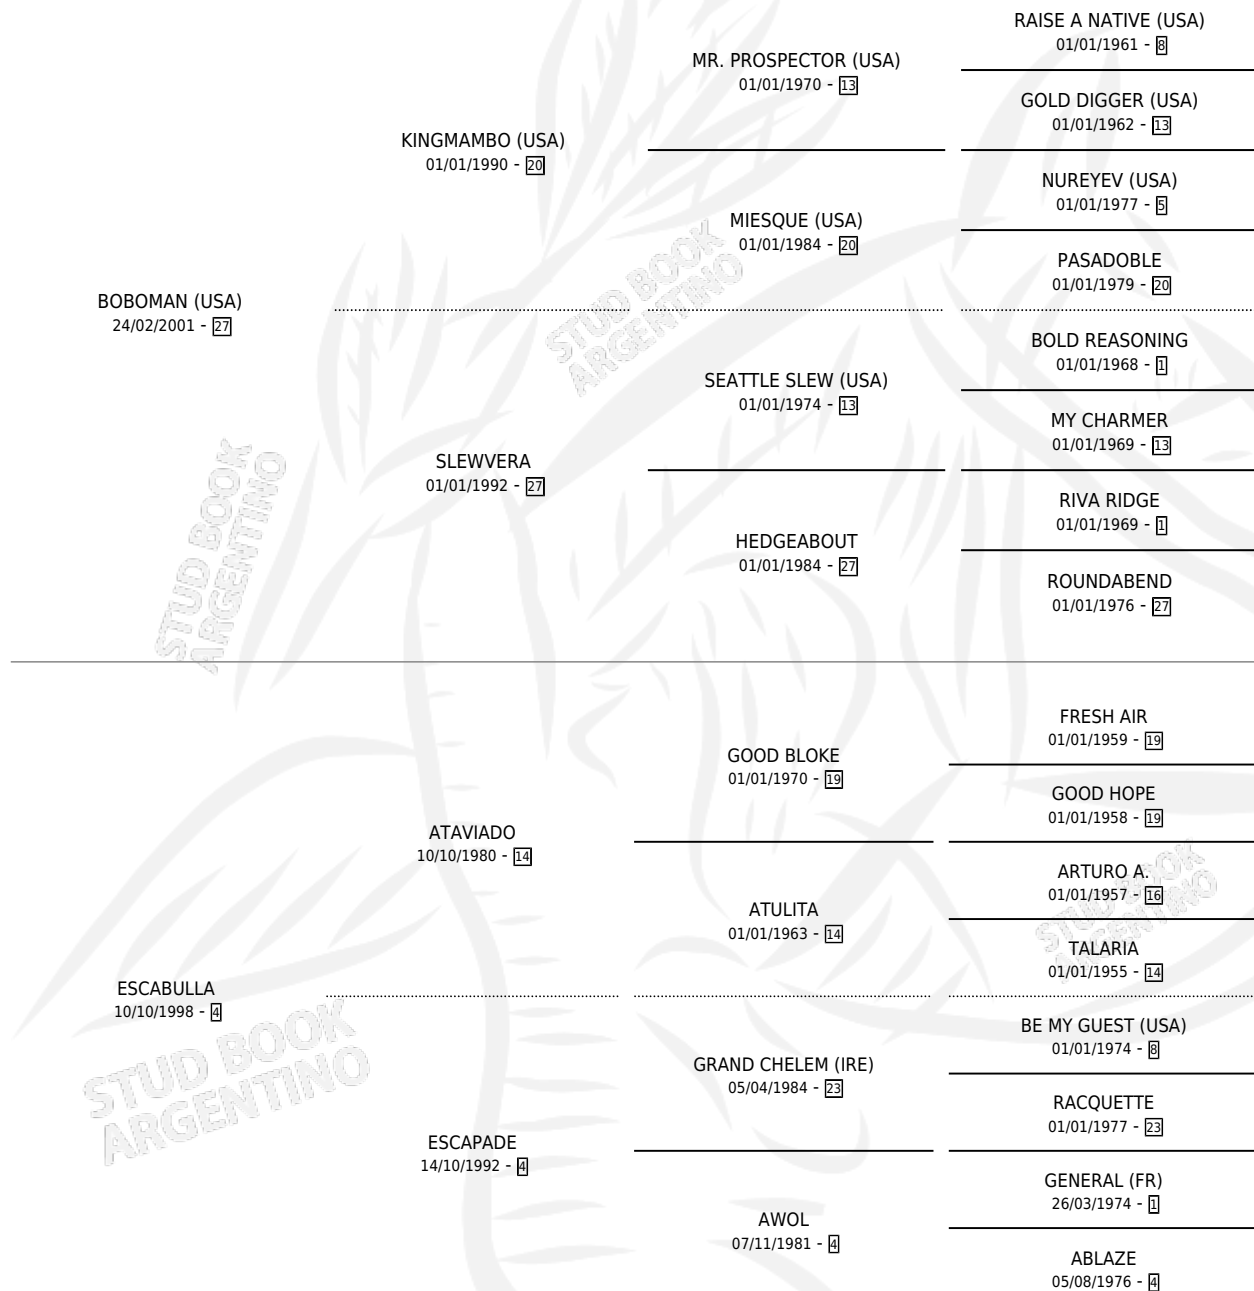 RAISE A NATIVE (USA)
01/01/1961 - 8
MR. PROSPECTOR (USA)
01/01/1970 - 13
GOLD DIGGER (USA)
01/01/1962 - 13
KINGMAMBO (USA)
01/01/1990 - 20
NUREYEV (USA)
01/01/1977 - 5
MIESQUE (USA)
01/01/1984 - 20
PASADOBLE
01/01/1979 - 20
BOBOMAN (USA)
24/02/2001 - 27
BOLD REASONING
01/01/1968 - 1
SEATTLE SLEW (USA)
01/01/1974 - 13
MY CHARMER
01/01/1969 - 13
SLEWVERA
01/01/1992 - 27
RIVA RIDGE
01/01/1969 - 1
HEDGEABOUT
01/01/1984 - 27
ROUNDABEND
01/01/1976 - 27
FRESH AIR
01/01/1959 - 19
GOOD BLOKE
01/01/1970 - 19
GOOD HOPE
01/01/1958 - 19
ATAVIADO
10/10/1980 - 14
ARTURO A.
01/01/1957 - 16
ATULITA
01/01/1963 - 14
TALARIA
01/01/1955 - 14
ESCABULLA
10/10/1998 - 4
BE MY GUEST (USA)
01/01/1974 - 8
GRAND CHELEM (IRE)
05/04/1984 - 23
RACQUETTE
01/01/1977 - 23
ESCAPADE
14/10/1992 - 4
GENERAL (FR)
26/03/1974 - 1
AWOL
07/11/1981 - 4
ABLAZE
05/08/1976 - 4
STUD BOOK
ARGENTINO
STUD BOOK
ARGENTINO
STUD BOOK
ARGENTINO
STUD BOOK
ARGENTINO